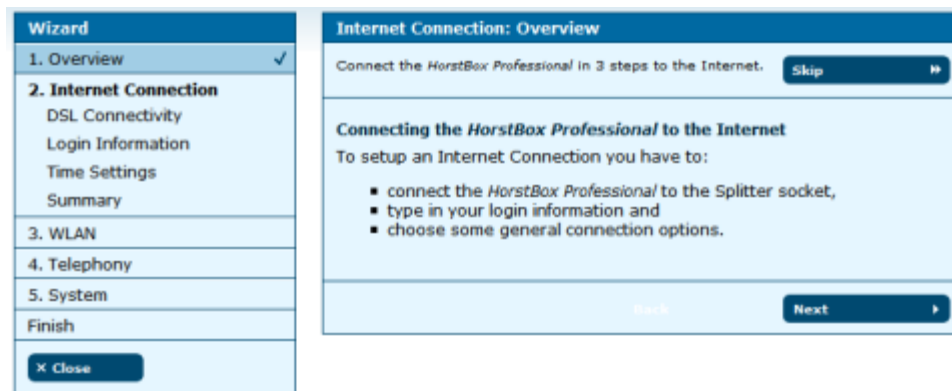 Wizard
1. Overview ✓
2. Internet Connection
DSL Connectivity
Login Information
Time Settings
Summary
3. WLAN
4. Telephony
5. System
Finish
× Close
Internet Connection: Overview
Connect the HorstBox Professional in 3 steps to the Internet.
Skip
Connecting the HorstBox Professional to the Internet
To setup an Internet Connection you have to:
▪ connect the HorstBox Professional to the Splitter socket,
▪ type in your login information and
▪ choose some general connection options.
Back
Next